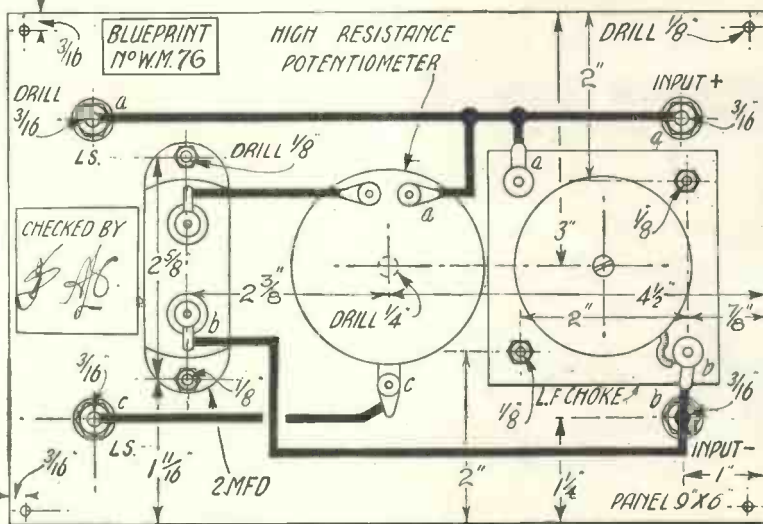 3/16
BLUEPRINT
No W.M. 76
HIGH RESISTANCE
POTENTIOMETER
DRILL 1/8"
2"
INPUT +
DRILL
3/16"
a
LS.
3/16"
a
DRILL 1/8"
a
a
1/8"
CHECKED BY
2 5/8"
3"
2 3/8"
4 1/2"
DRILL 1/4"
2"
7/8"
b
b
3/16"
c
1/8"
c
1/8"
L.F CHOKE
b
3/16"
LS.
INPUT-
3/16"
1 11/16"
2MFD
2"
1 1/4"
1"
PANEL 9"X6"